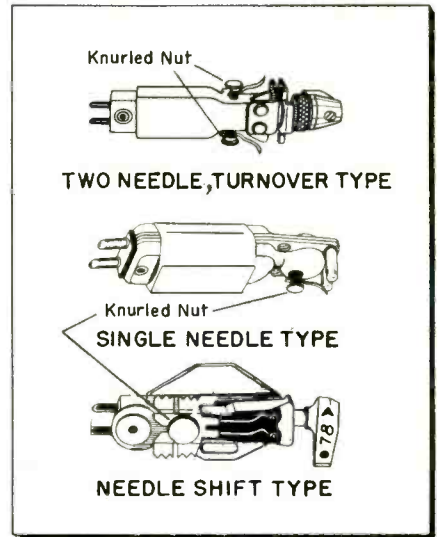 Knurled Nut
TWO NEEDLE, TURNOVER TYPE
Knurled Nut
SINGLE NEEDLE TYPE
78
NEEDLE SHIFT TYPE